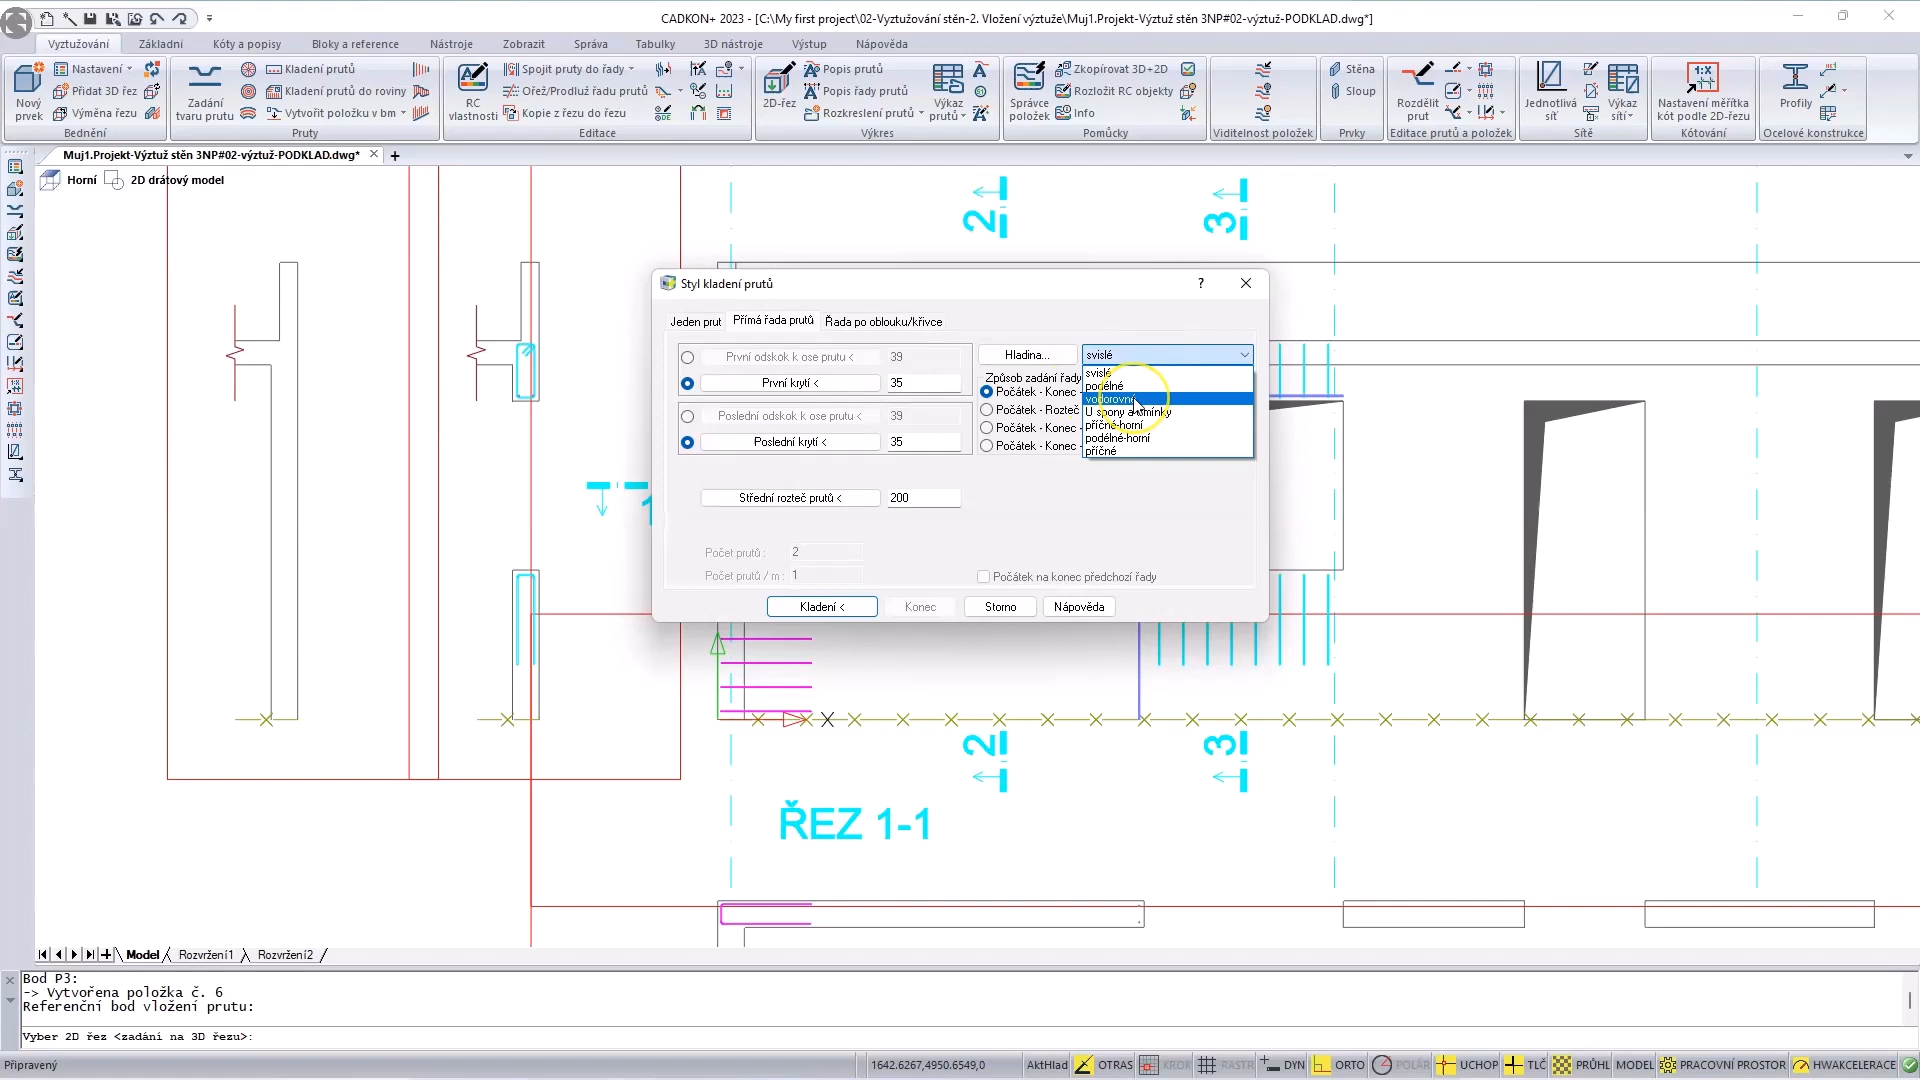 CADKON+ 2023 - [C:\My first project\02-Vyztužování stěn-2. Vložení výztuže\Muj1.Projekt-Výztuž stěn 3NP#02-výztuž-PODKLAD.dwg*]
Vyztužování Základní Kóty a popisy Bloky a reference Nástroje Zobrazit Správa Tabulky 3D nástroje Výstup Nápověda
Nový prvek
Nastavení
Přidat 3D řez
Výměna řezu
Bednění
Zadání tvaru prutu
Kladení prutů
Kladení prutů do roviny
Vytvořit položku v bm
Pruty
RC vlastnosti
Spojit pruty do řady
Ořež/Prodluž řadu prutů
Kopie z řezu do řezu
Editace
2D-řez
Popis prutů
Popis řady prutů
Rozkreslení prutů
Výkaz prutů
Výkres
Správce položek
Zkopírovat 3D+2D
Rozložit RC objekty
Info
Pomůcky
Viditelnost položek
Stěna
Sloup
Prvky
Rozdělit prut
Editace prutů a položek
Jednotlivá síť
Výkaz sítí
Sítě
Nastavení měřítka kót podle 2D-řezu
Kótování
Profily
Ocelové konstrukce
Muj1.Projekt-Výztuž stěn 3NP#02-výztuž-PODKLAD.dwg*
Horní 2D drátový model
2 3
Styl kladení prutů ?
Jeden prut Přímá řada prutů Řada po oblouku/křivce
První odskok k ose prutu < 39
První krytí < 35
Poslední odskok k ose prutu < 39
Poslední krytí < 35
Střední rozteč prutů < 200
Počet prutů : 2
Počet prutů / m : 1
Hladina... svislé
Způsob zadání řady
Počátek - Konec -
Počátek - Rozteč
Počátek - Konec -
Počátek - Konec -
svislé
podélné
vodorovné
U spony a tmínky
příčné-horní
podélné-horní
příčné
Počátek na konec předchozí řady
Kladení < Konec Storno Nápověda
1
X
2 3
ŘEZ 1-1
Model Rozvržení1 Rozvržení2
Bod P3:
-> Vytvořena položka č. 6
Referenční bod vložení prutu:
Vyber 2D řez <zadání na 3D řezu>:
Připravený 1642.6267,4950.6549,0 AktHlad OTRAS KROK RASTR DYN ORTO POLÁR UCHOP TLČ PRŮHL MODEL PRACOVNÍ PROSTOR HWAKCELERACE